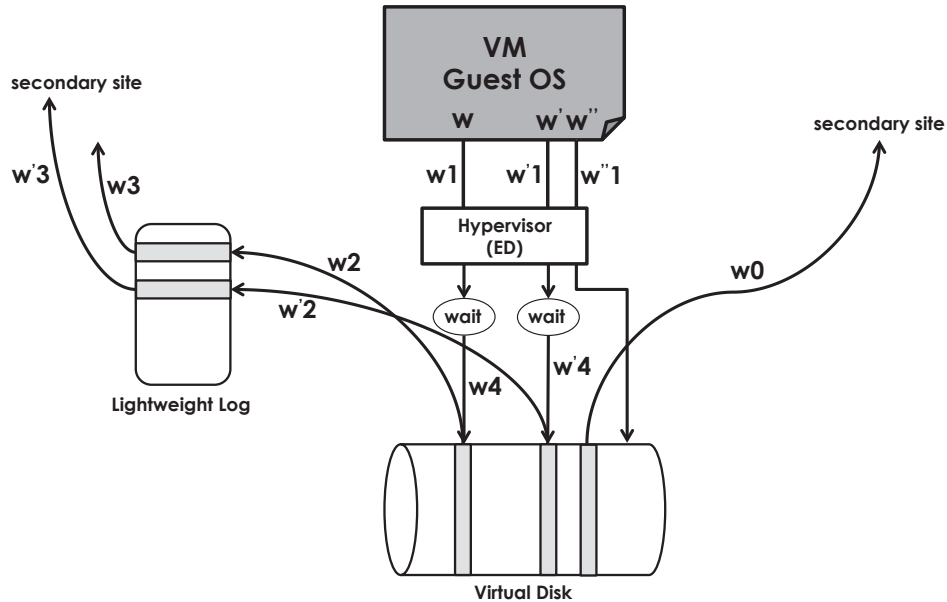 VM
Guest OS
w w' w''
secondary site
secondary site
w'3
w3
w1
w'1
w''1
Hypervisor
(ED)
w2
w0
w'2
wait
wait
w4
w'4
Lightweight Log
Virtual Disk